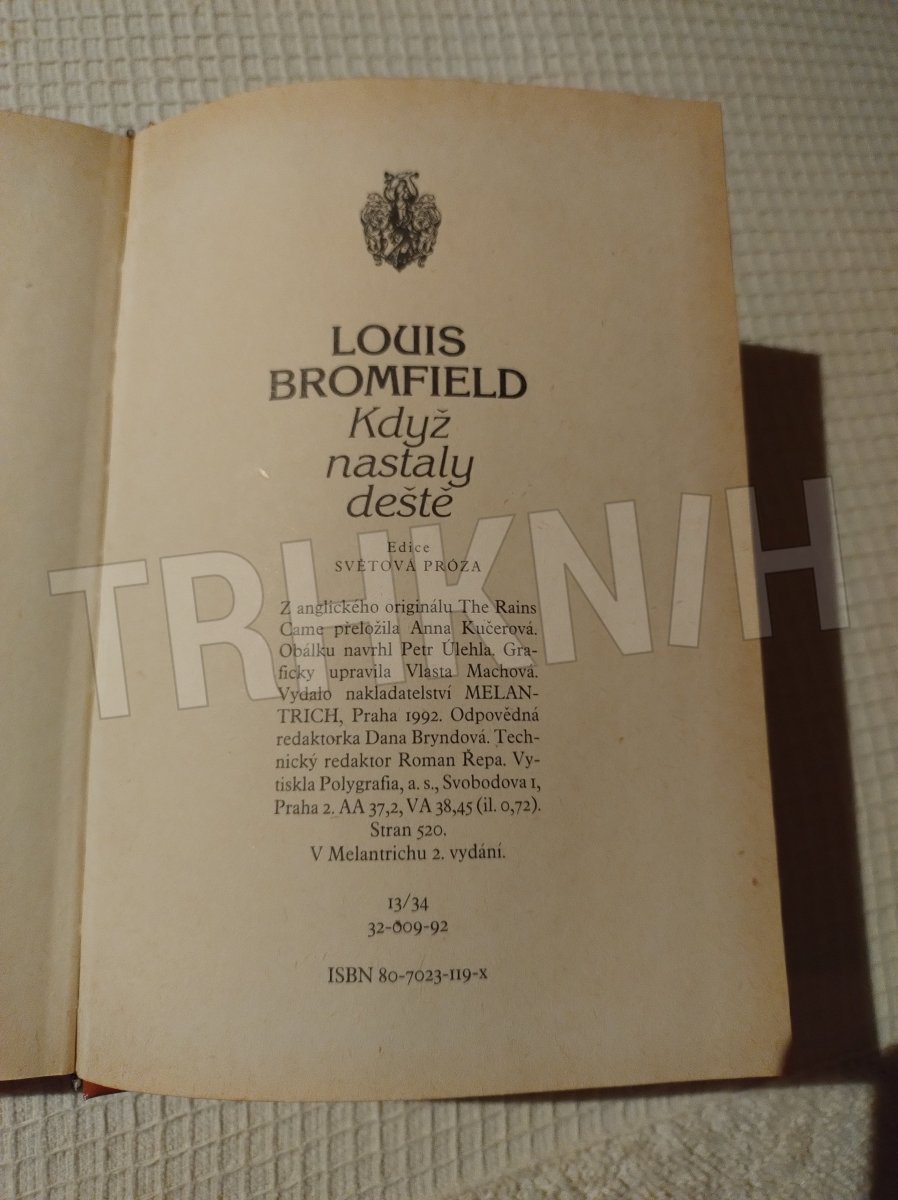 LOUIS
BROMFIELD
Když
nastaly
deště
Edice
SVĚTOVÁ PRÓZA
Z anglického originálu The Rains
Came přeložila Anna Kučerová.
Obálku navrhl Petr Úlehla. Gra-
ficky upravila Vlasta Machová.
Vydalo nakladatelství MELAN-
TRICH, Praha 1992. Odpovědná
redaktorka Dana Bryndová. Tech-
nický redaktor Roman Řepa. Vy-
tiskla Polygrafia, a. s., Svobodova 1,
Praha 2. AA 37,2, VA 38,45 (il. 0,72).
Stran 520.
V Melantrichu 2. vydání.
13/34
32-009-92
ISBN 80-7023-119-x
TRHKNIH